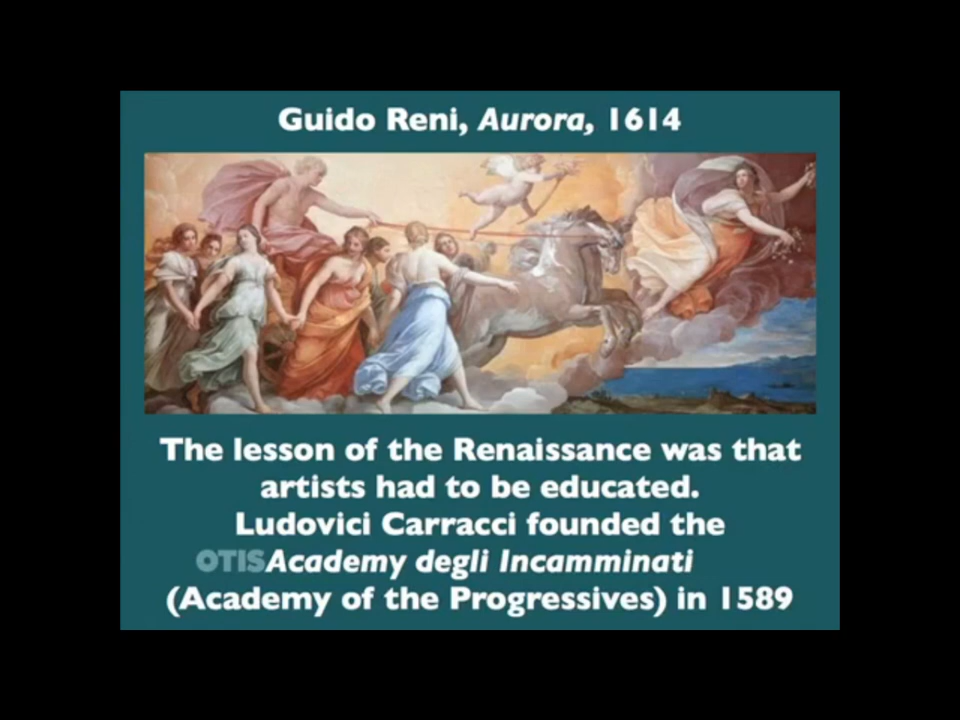 Guido Reni, Aurora, 1614
The lesson of the Renaissance was that
artists had to be educated.
Ludovici Carracci founded the
OTIS Academy degli Incamminati
(Academy of the Progressives) in 1589